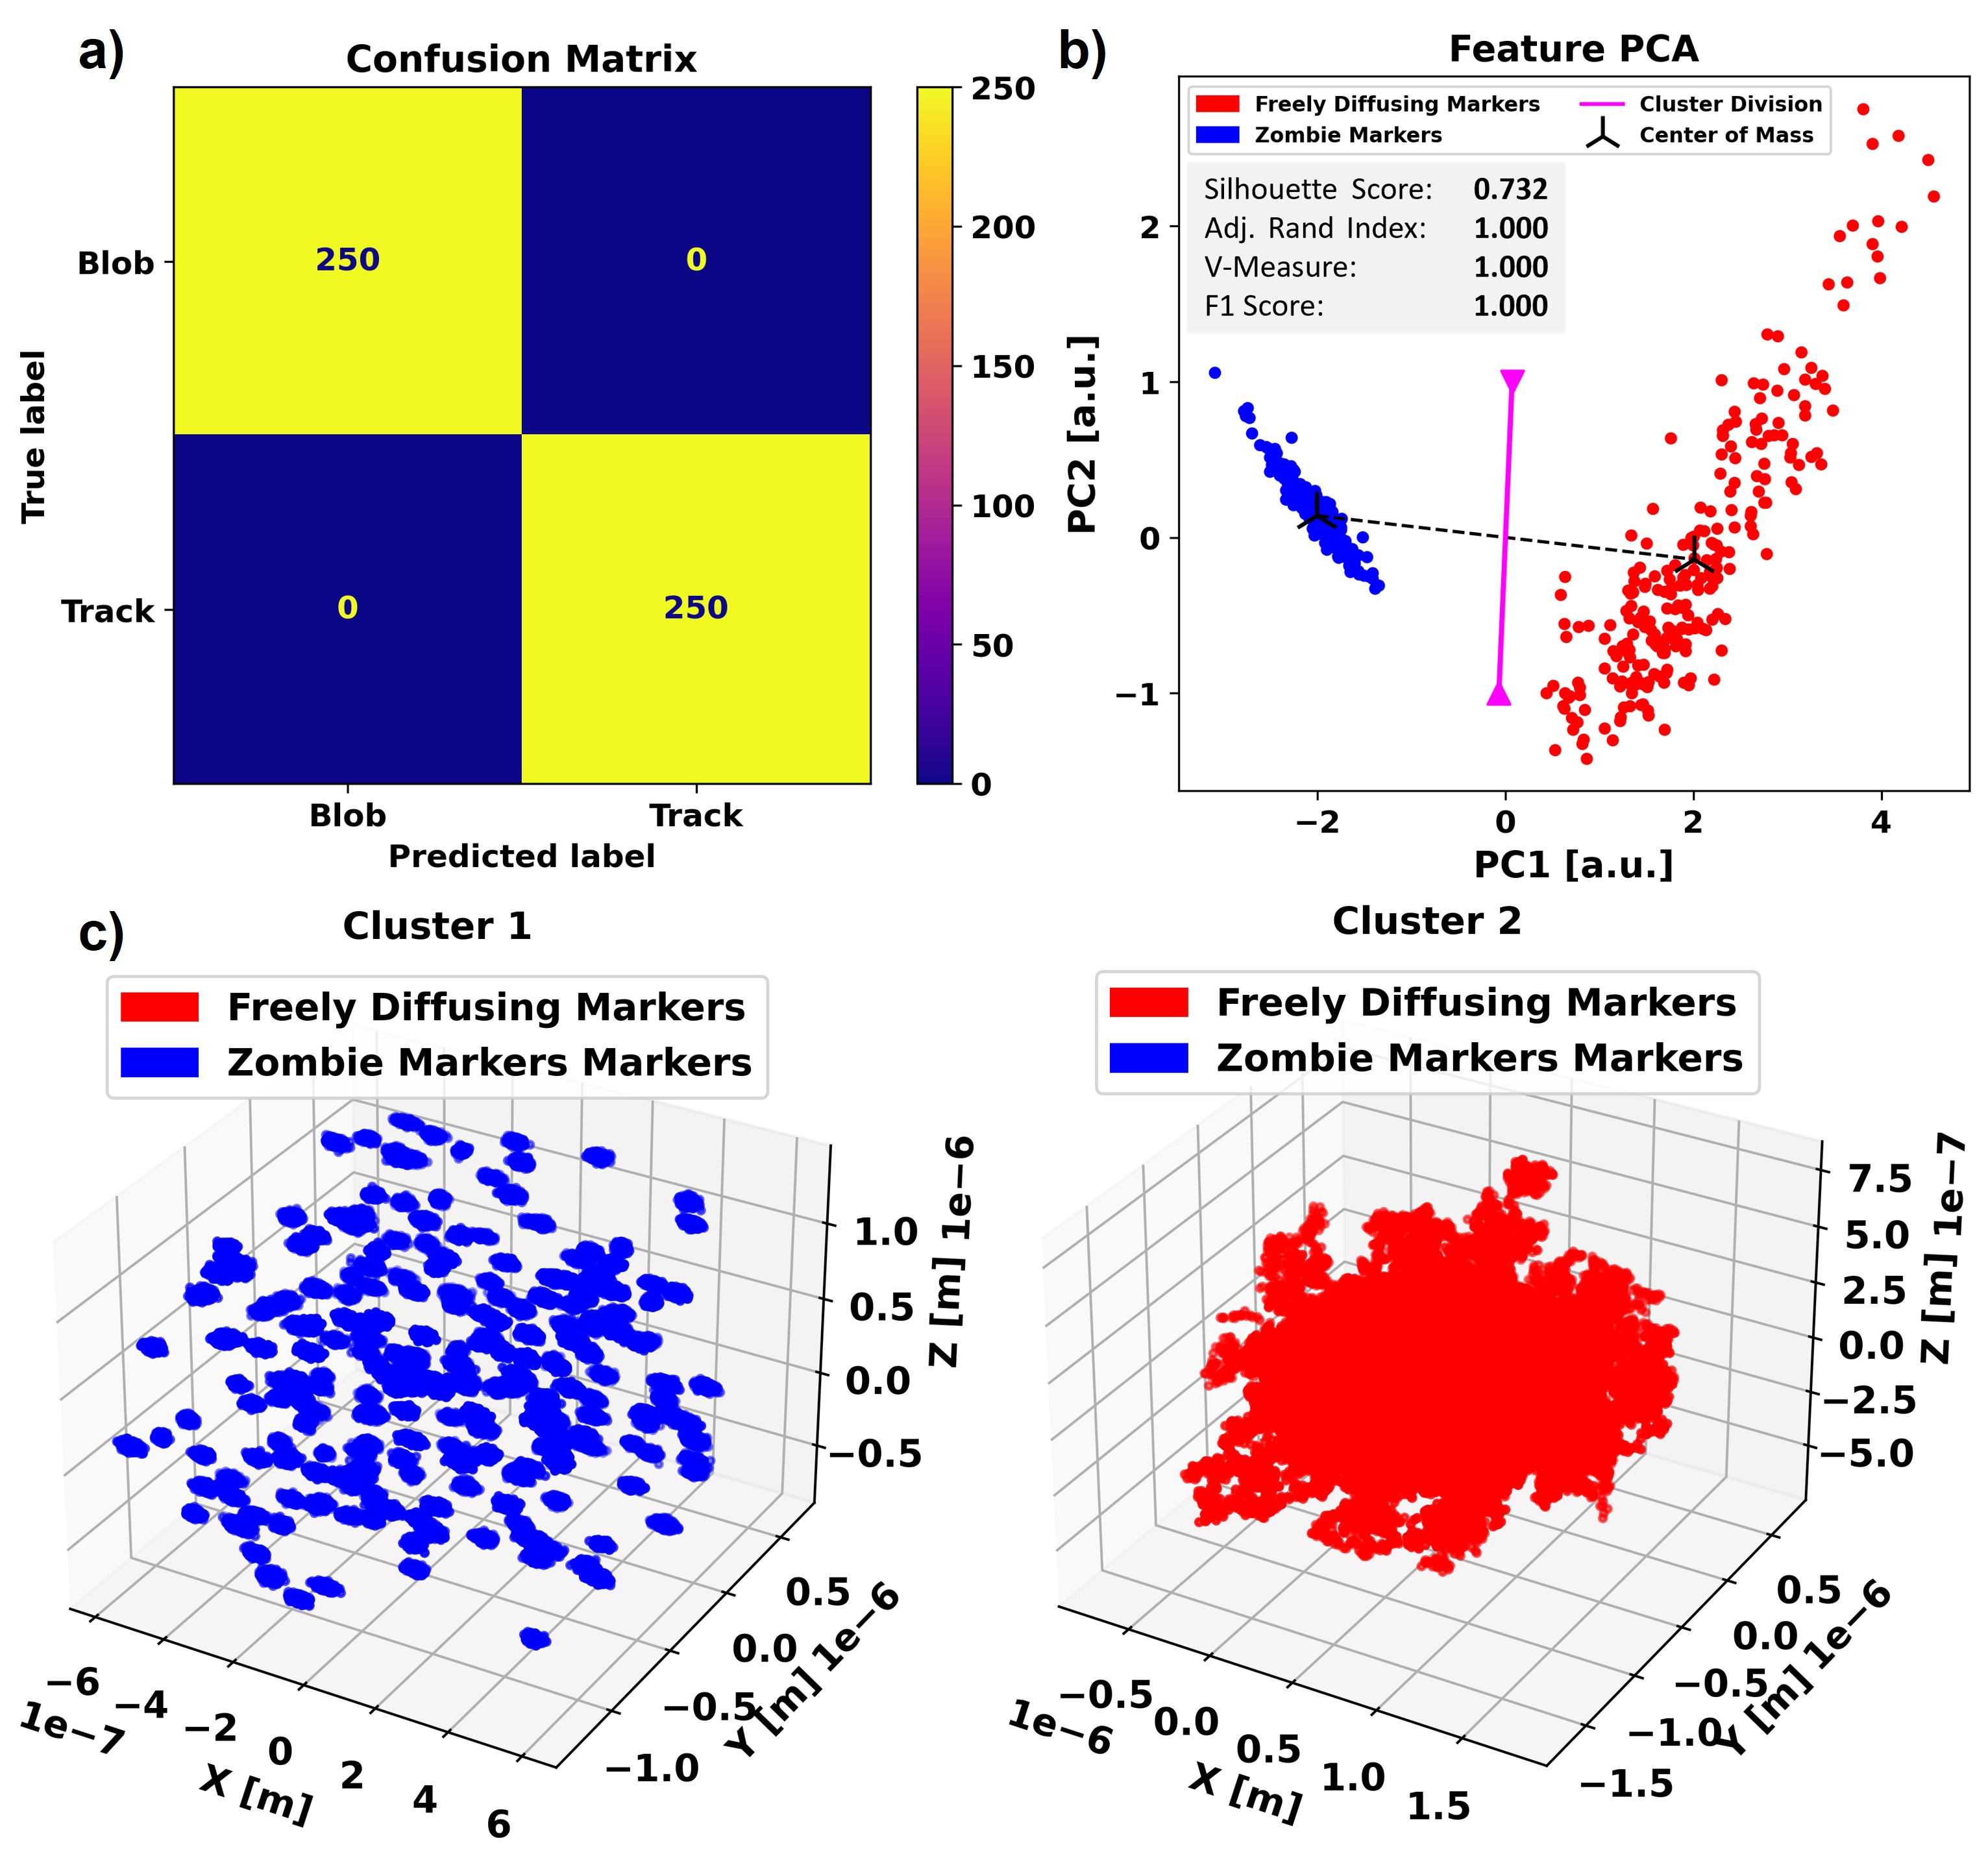 a)
Confusion Matrix
250
0
0
250
Blob
Track
True label
Blob
Track
Predicted label
250
200
150
100
50
0
b)
Feature PCA
Freely Diffusing Markers
Zombie Markers
Cluster Division
Center of Mass
Silhouette Score: 0.732
Adj. Rand Index: 1.000
V-Measure: 1.000
F1 Score: 1.000
2
1
0
−1
PC2 [a.u.]
−2
0
2
4
PC1 [a.u.]
c)
Cluster 1
Freely Diffusing Markers
Zombie Markers Markers
1.0
0.5
0.0
−0.5
Z [m] 1e−6
0.5
0.0
−0.5
−1.0
Y [m] 1e−6
−6
−4
−2
0
2
4
6
1e−7
X [m]
Cluster 2
Freely Diffusing Markers
Zombie Markers Markers
7.5
5.0
2.5
0.0
−2.5
−5.0
Z [m] 1e−7
0.5
0.0
−0.5
−1.0
−1.5
Y [m] 1e−6
−0.5
0.0
0.5
1.0
1.5
1e−6
X [m]